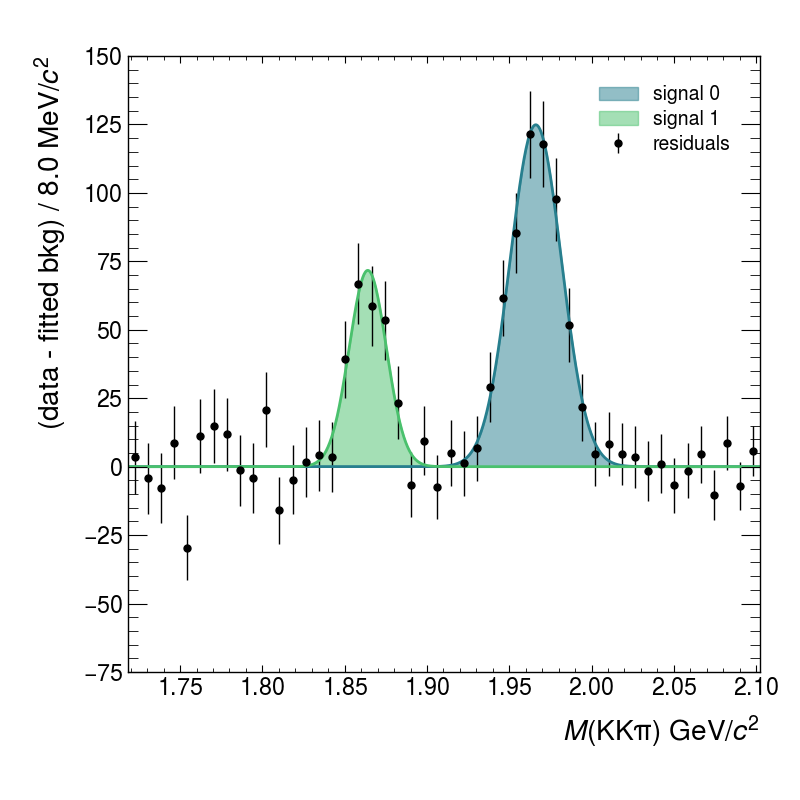 (data - fitted bkg) / 8.0 MeV/c²
150
125
100
75
50
25
0
−25
−50
−75
signal 0
signal 1
residuals
1.75 1.80 1.85 1.90 1.95 2.00 2.05 2.10
M(KKπ) GeV/c²